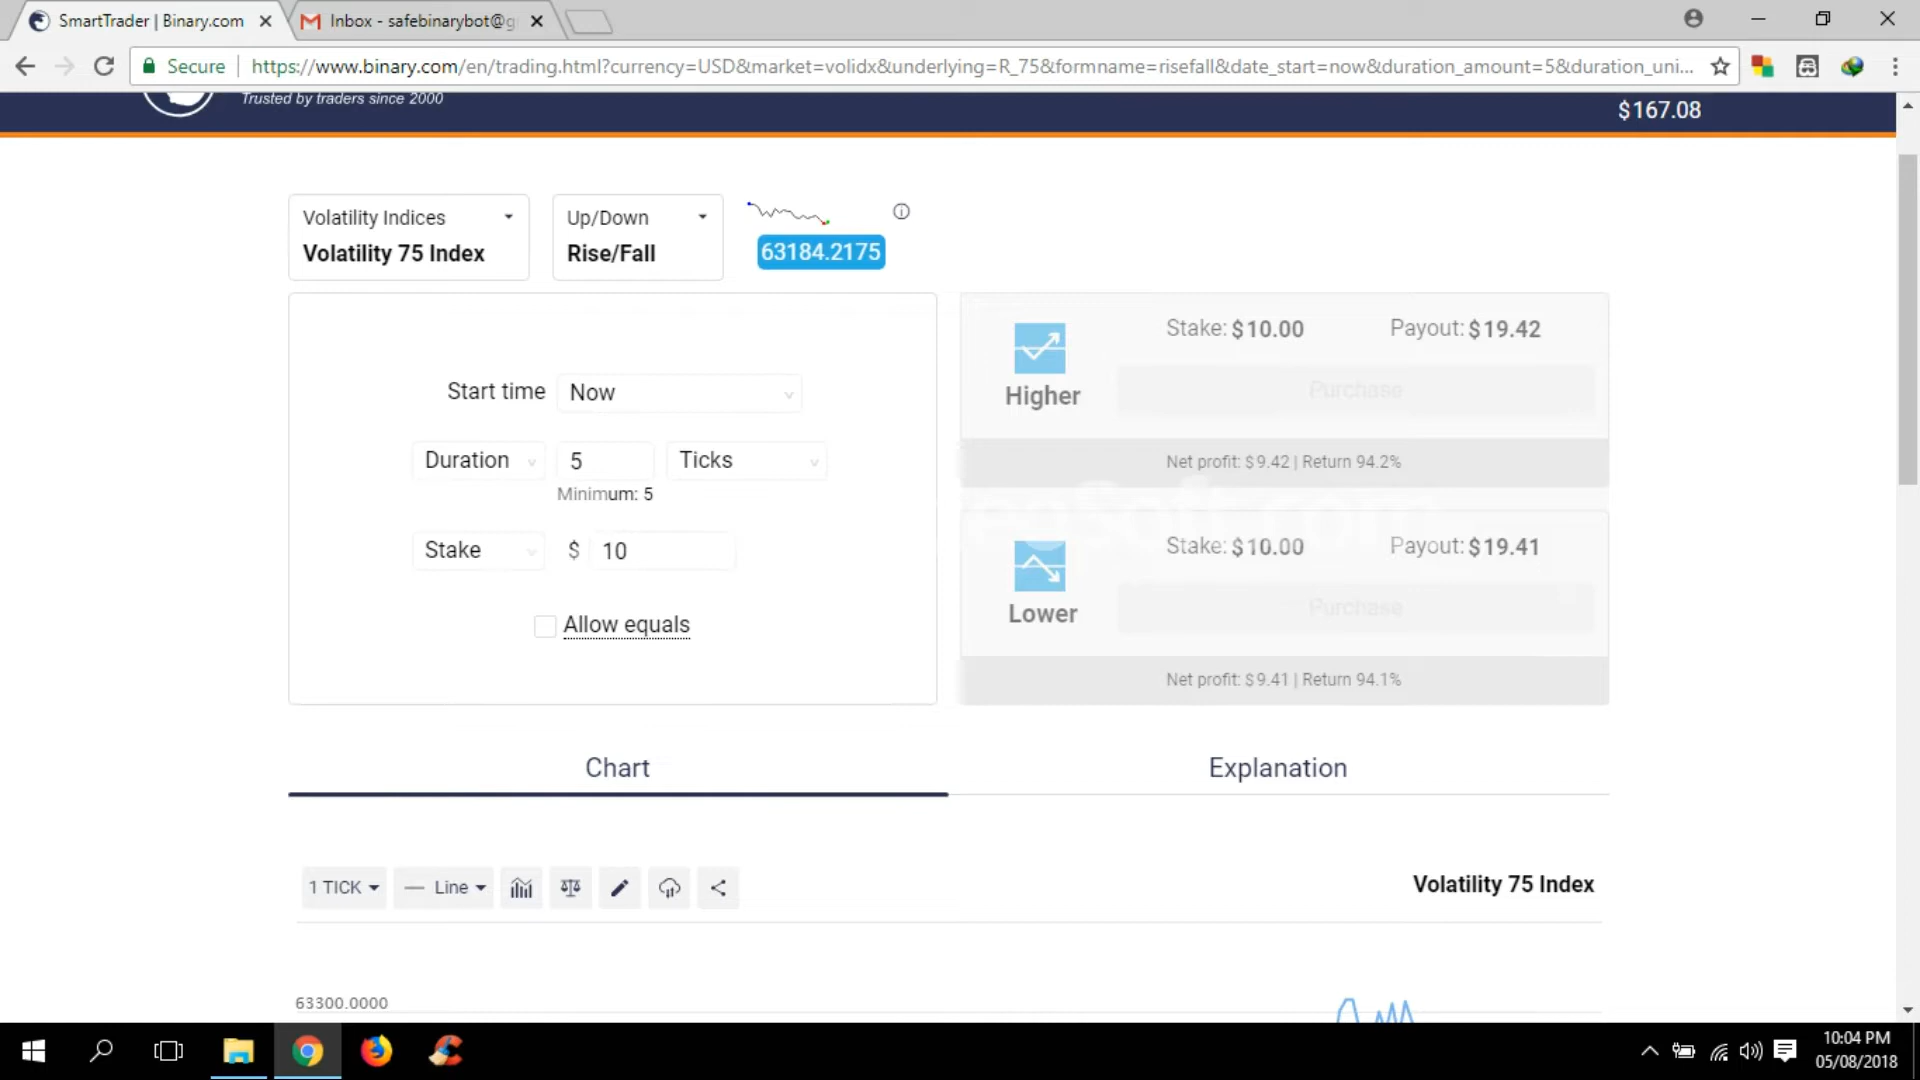 SmartTrader | Binary.com
Inbox - safebinarybot@g
Secure
https://www.binary.com/en/trading.html?currency=USD&market=volidx&underlying=R_75&formname=risefall&date_start=now&duration_amount=5&duration_uni...
Trusted by traders since 2000
$167.08
Volatility Indices
Volatility 75 Index
Up/Down
Rise/Fall
63184.2175
Start time Now
Duration 5 Ticks
Minimum: 5
Stake $ 10
Allow equals
Higher
Stake: $10.00 Payout: $19.42
Purchase
Net profit: $9.42 | Return 94.2%
Lower
Stake: $10.00 Payout: $19.41
Purchase
Net profit: $9.41 | Return 94.1%
Chart
Explanation
1 TICK
Line
Volatility 75 Index
63300.0000
10:04 PM
05/08/2018